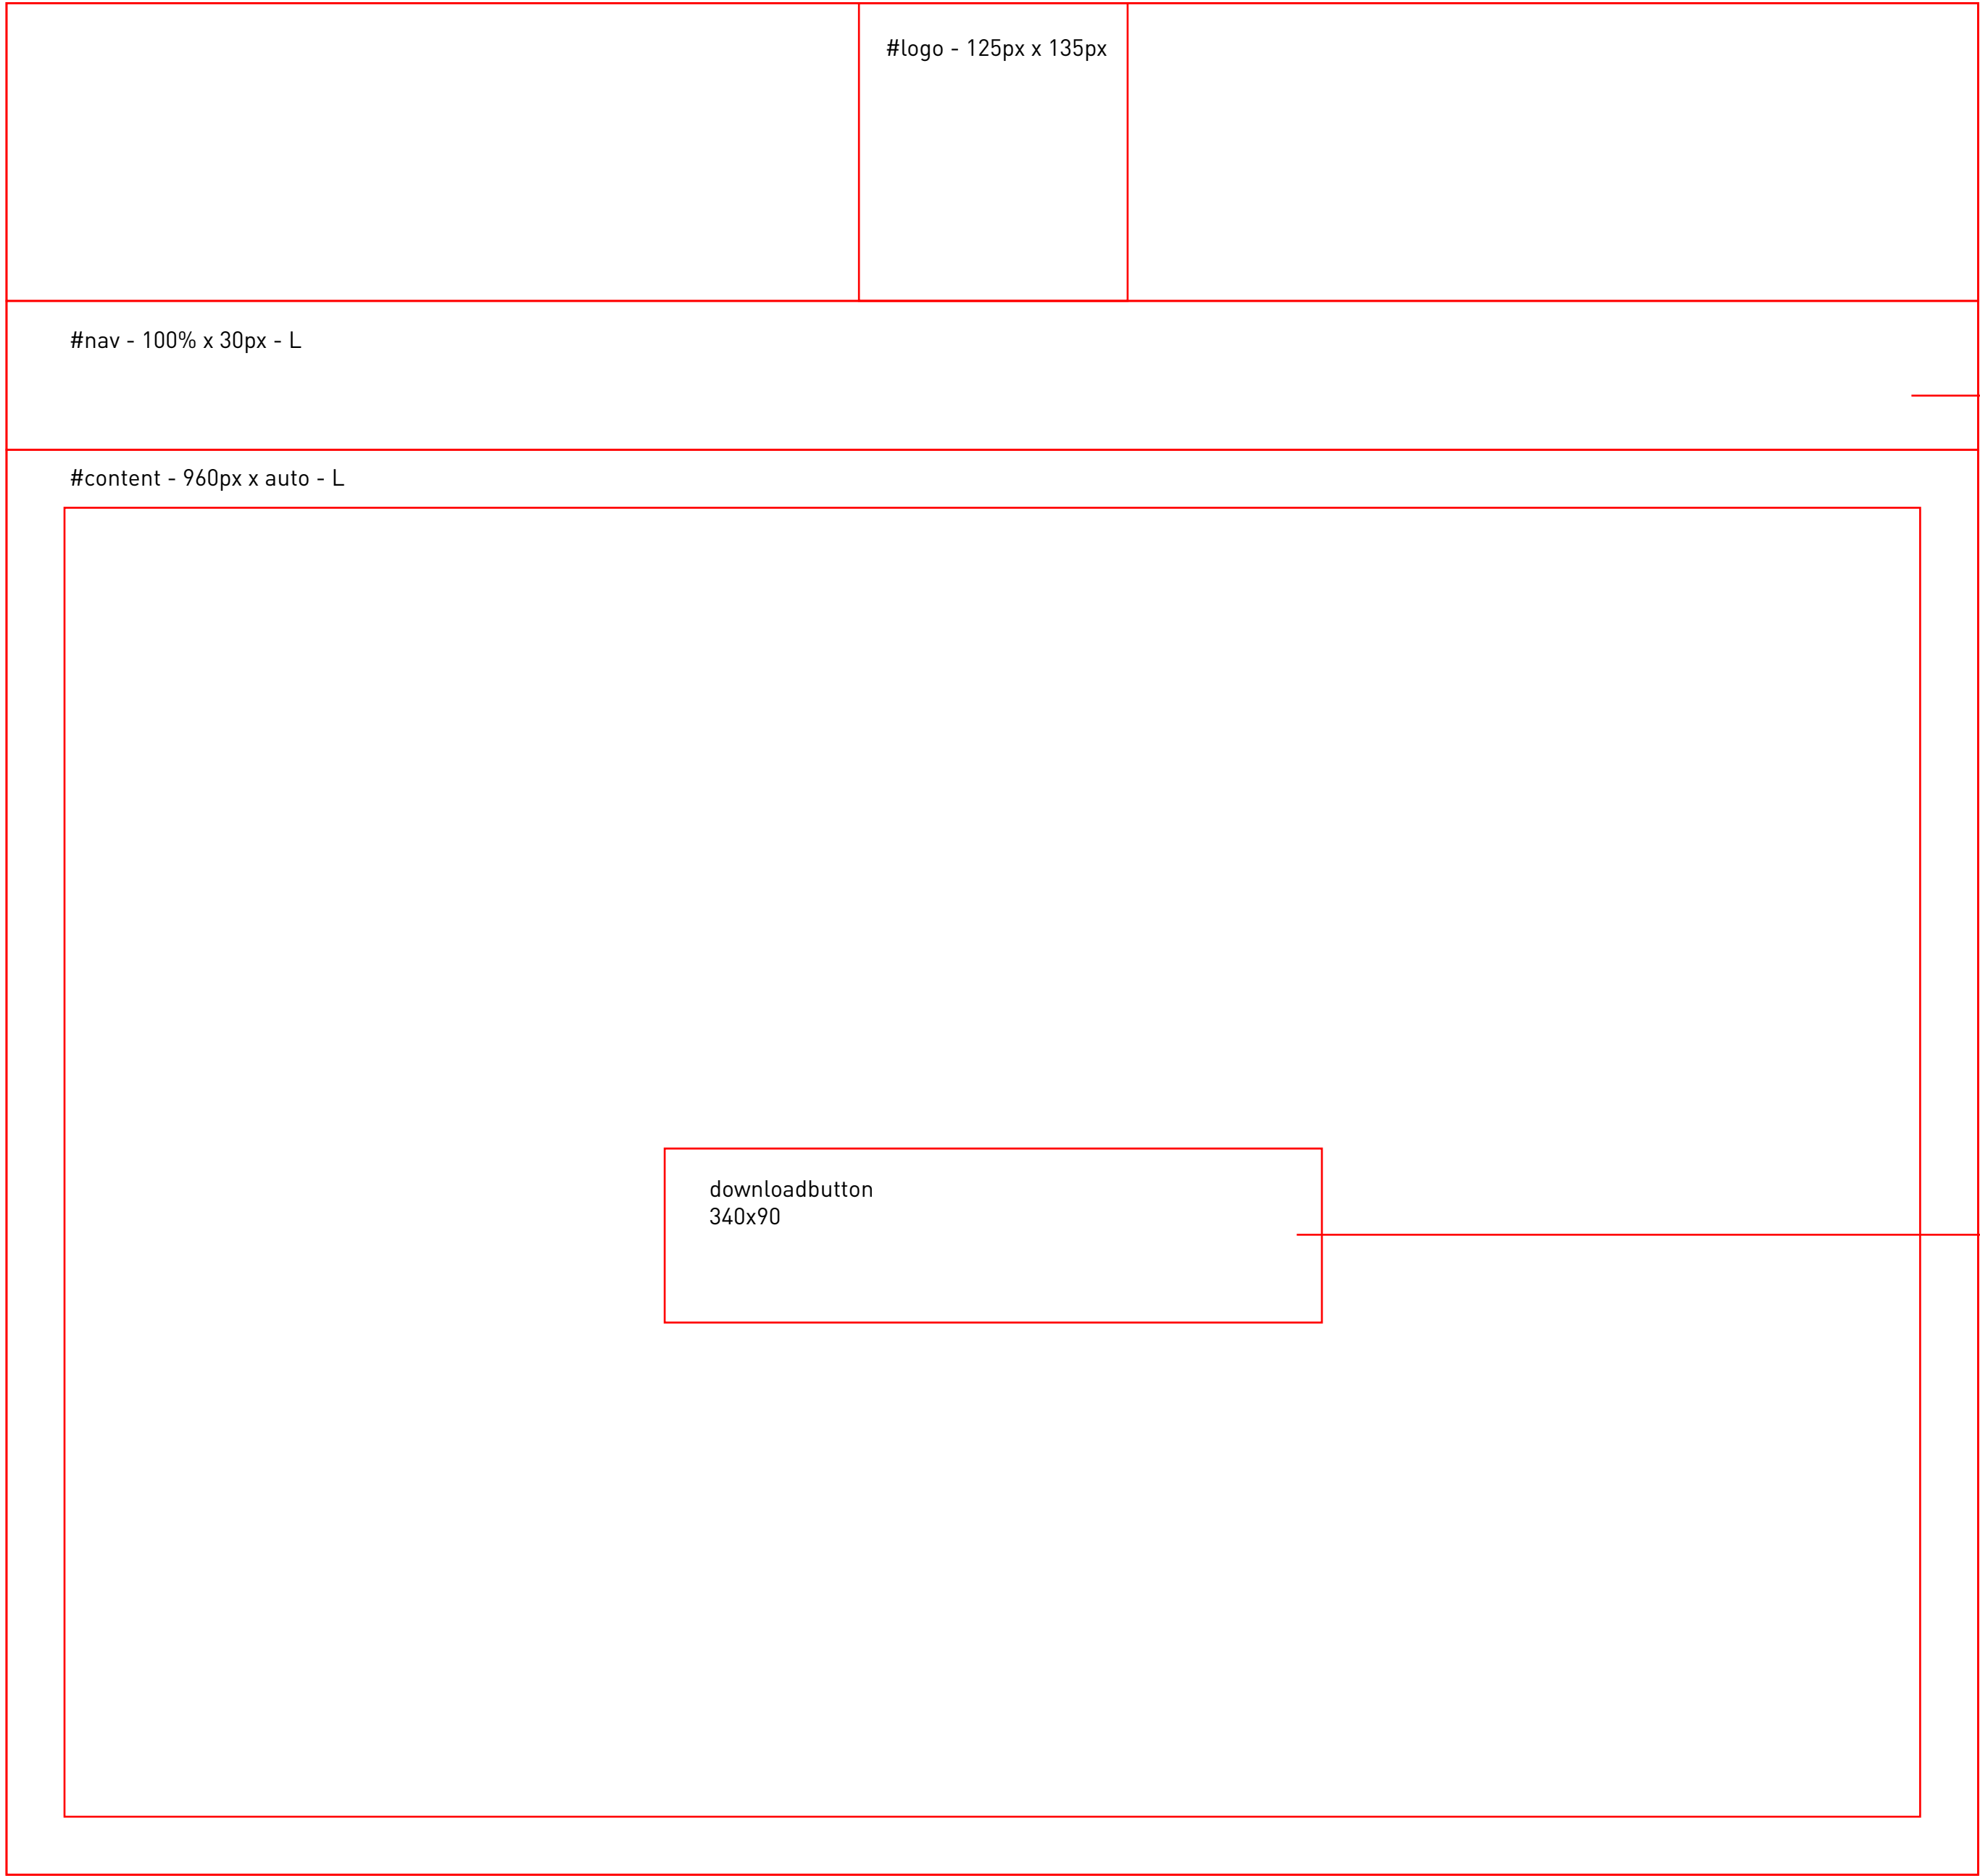 #logo - 125px x 135px
#nav - 100% x 30px - L
#content - 960px x auto - L
downloadbutton
340x90